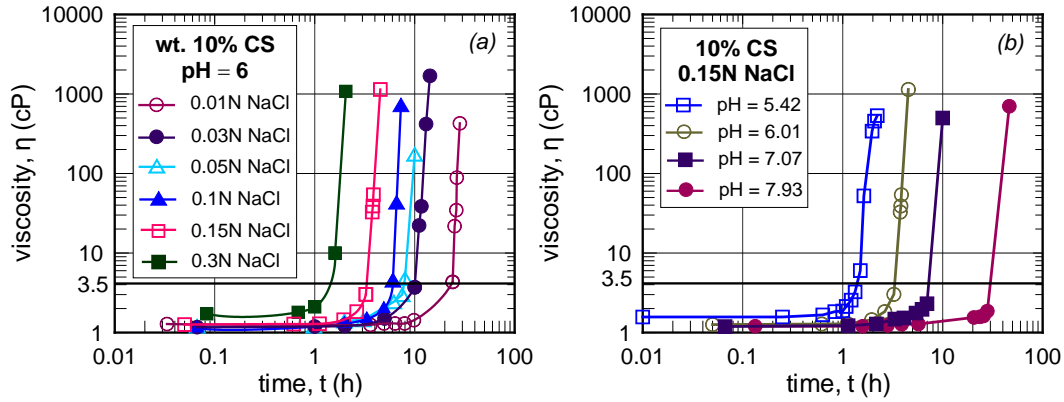 10000
1000
100
10
3.5
1
viscosity, η (cP)
0.01
0.1
1
10
100
time, t (h)
(a)
wt. 10% CS
pH = 6
0.01N NaCl
0.03N NaCl
0.05N NaCl
0.1N NaCl
0.15N NaCl
0.3N NaCl
10000
1000
100
10
3.5
1
viscosity, η (cP)
0.01
0.1
1
10
100
time, t (h)
(b)
10% CS
0.15N NaCl
pH = 5.42
pH = 6.01
pH = 7.07
pH = 7.93